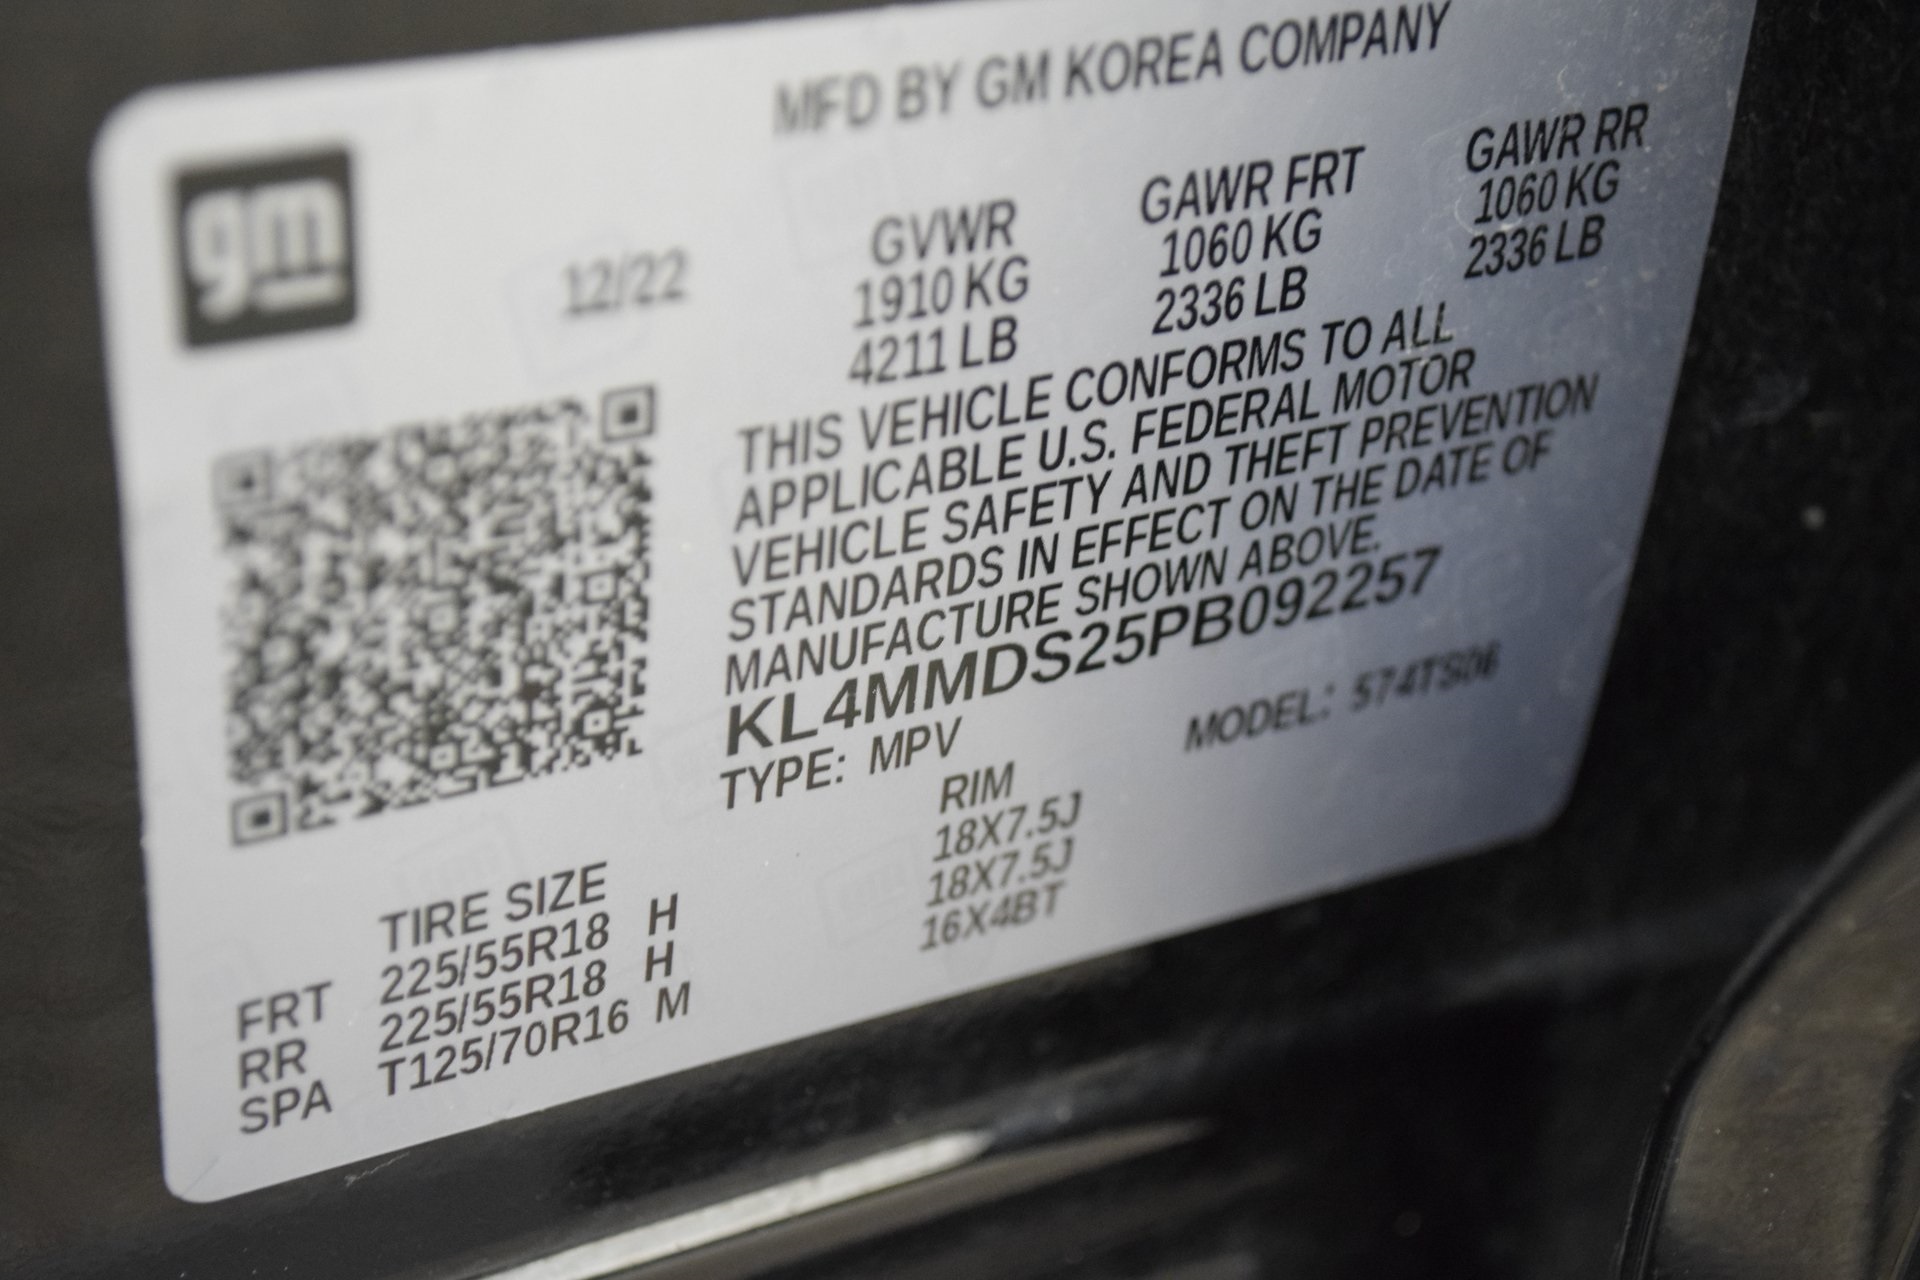 MFD BY GM KOREA COMPANY
gm
12/22
GVWR GAWR FRT GAWR RR
1910 KG 1060 KG 1060 KG
4211 LB 2336 LB 2336 LB
THIS VEHICLE CONFORMS TO ALL
APPLICABLE U.S. FEDERAL MOTOR
VEHICLE SAFETY AND THEFT PREVENTION
STANDARDS IN EFFECT ON THE DATE OF
MANUFACTURE SHOWN ABOVE.
KL4MMDS25PB092257
TYPE: MPV MODEL: 574TS06
TIRE SIZE RIM
FRT 225/55R18 H 18X7.5J
RR 225/55R18 H 18X7.5J
SPA T125/70R16 M 16X4BT